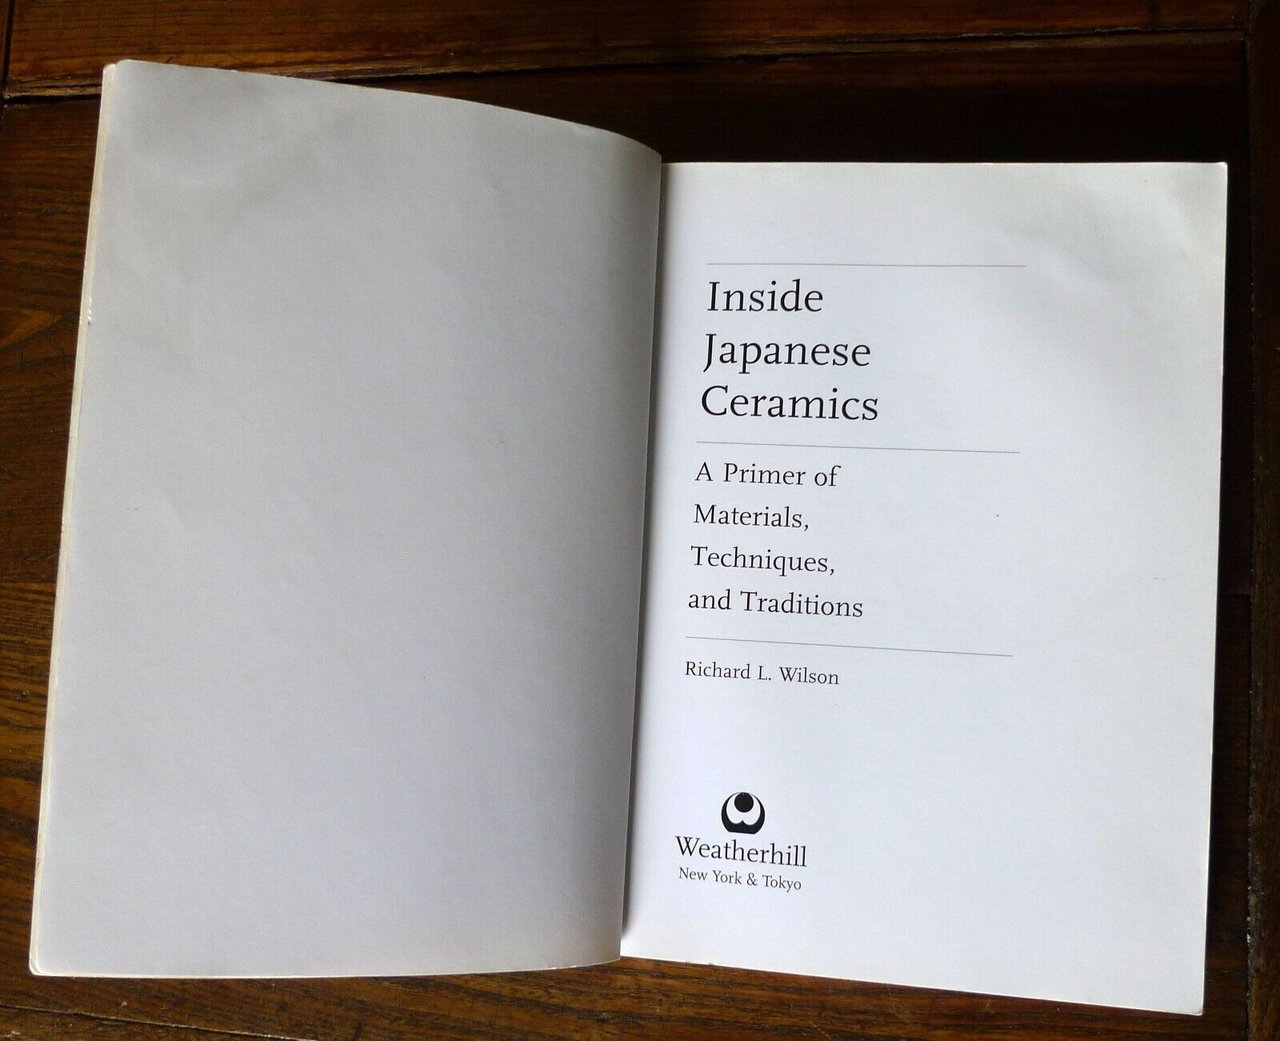 Inside
Japanese
Ceramics
A Primer of
Materials,
Techniques,
and Traditions
Richard L. Wilson
Weatherhill
New York & Tokyo